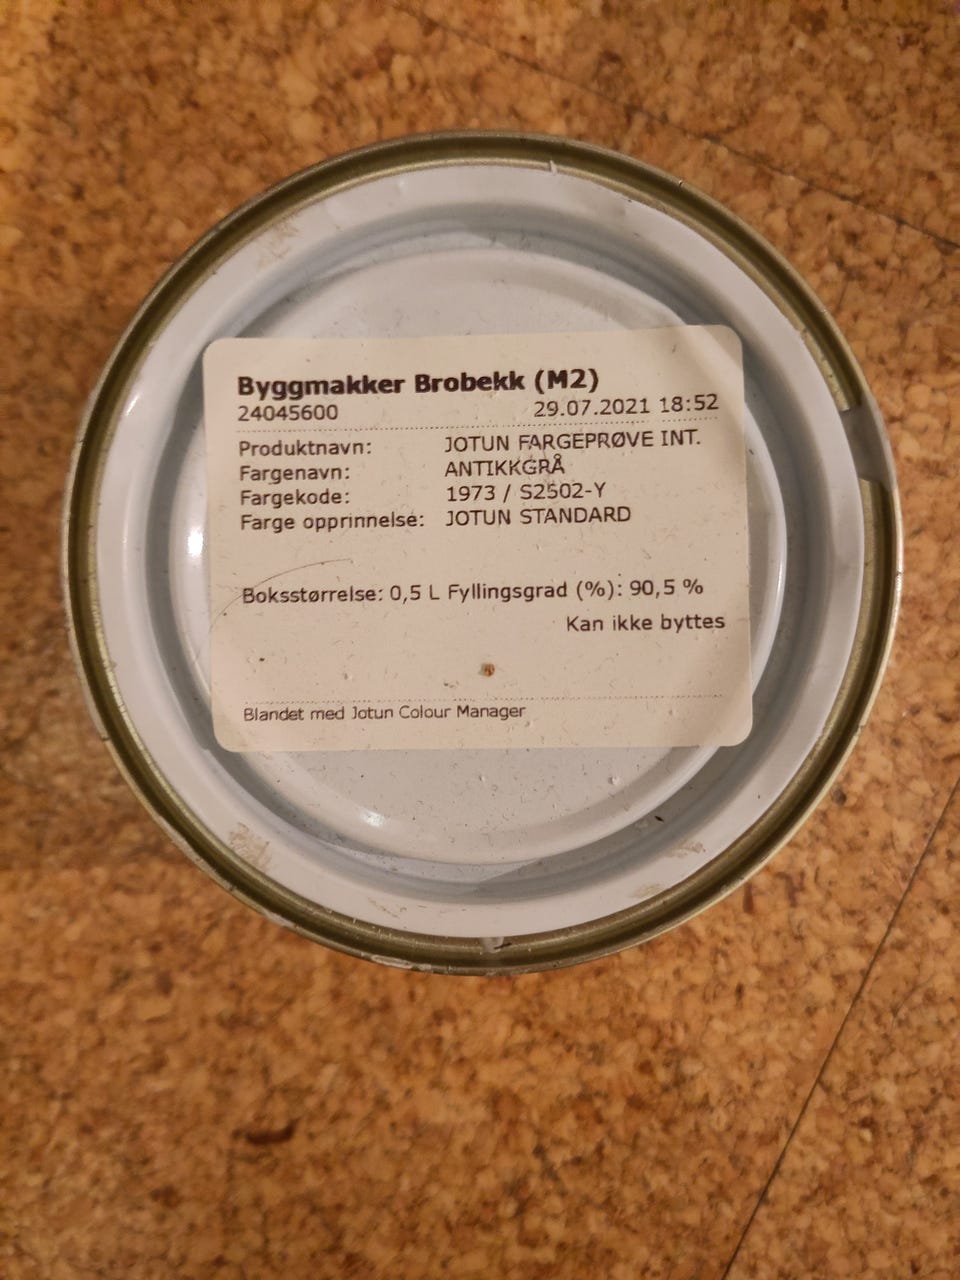 Byggmakker Brobekk (M2)
24045600 29.07.2021 18:52
Produktnavn: JOTUN FARGEPRØVE INT.
Fargenavn: ANTIKKGRÅ
Fargekode: 1973 / S2502-Y
Farge opprinnelse: JOTUN STANDARD
Boksstørrelse: 0,5 L Fyllingsgrad (%): 90,5 %
Kan ikke byttes
Blandet med Jotun Colour Manager